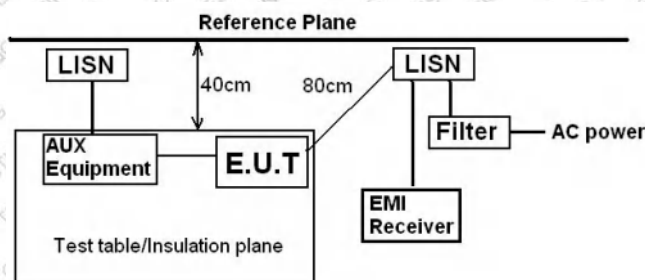 Reference Plane
LISN
40cm
80cm
LISN
Filter
AC power
AUX
Equipment
E.U.T
EMI
Receiver
Test table/Insulation plane